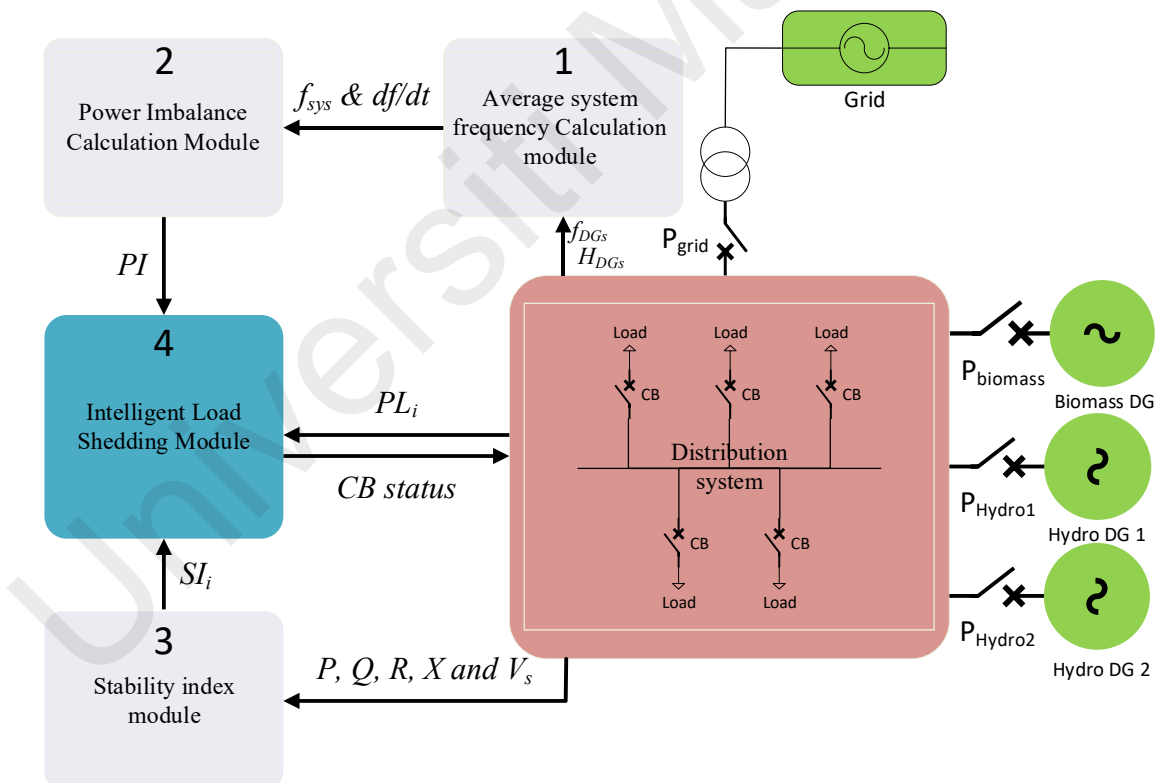 2
Power Imbalance
Calculation Module
f_sys & df/dt
1
Average system
frequency Calculation
module
Grid
P_grid
f_DGs
H_DGs
PI
4
Intelligent Load
Shedding Module
PL_i
CB status
SI_i
3
Stability index
module
P, Q, R, X and V_s
Load
Load
Load
CB
CB
CB
Distribution
system
CB
CB
Load
Load
P_biomass
Biomass DG
P_Hydro1
Hydro DG 1
P_Hydro2
Hydro DG 2
Universiti M